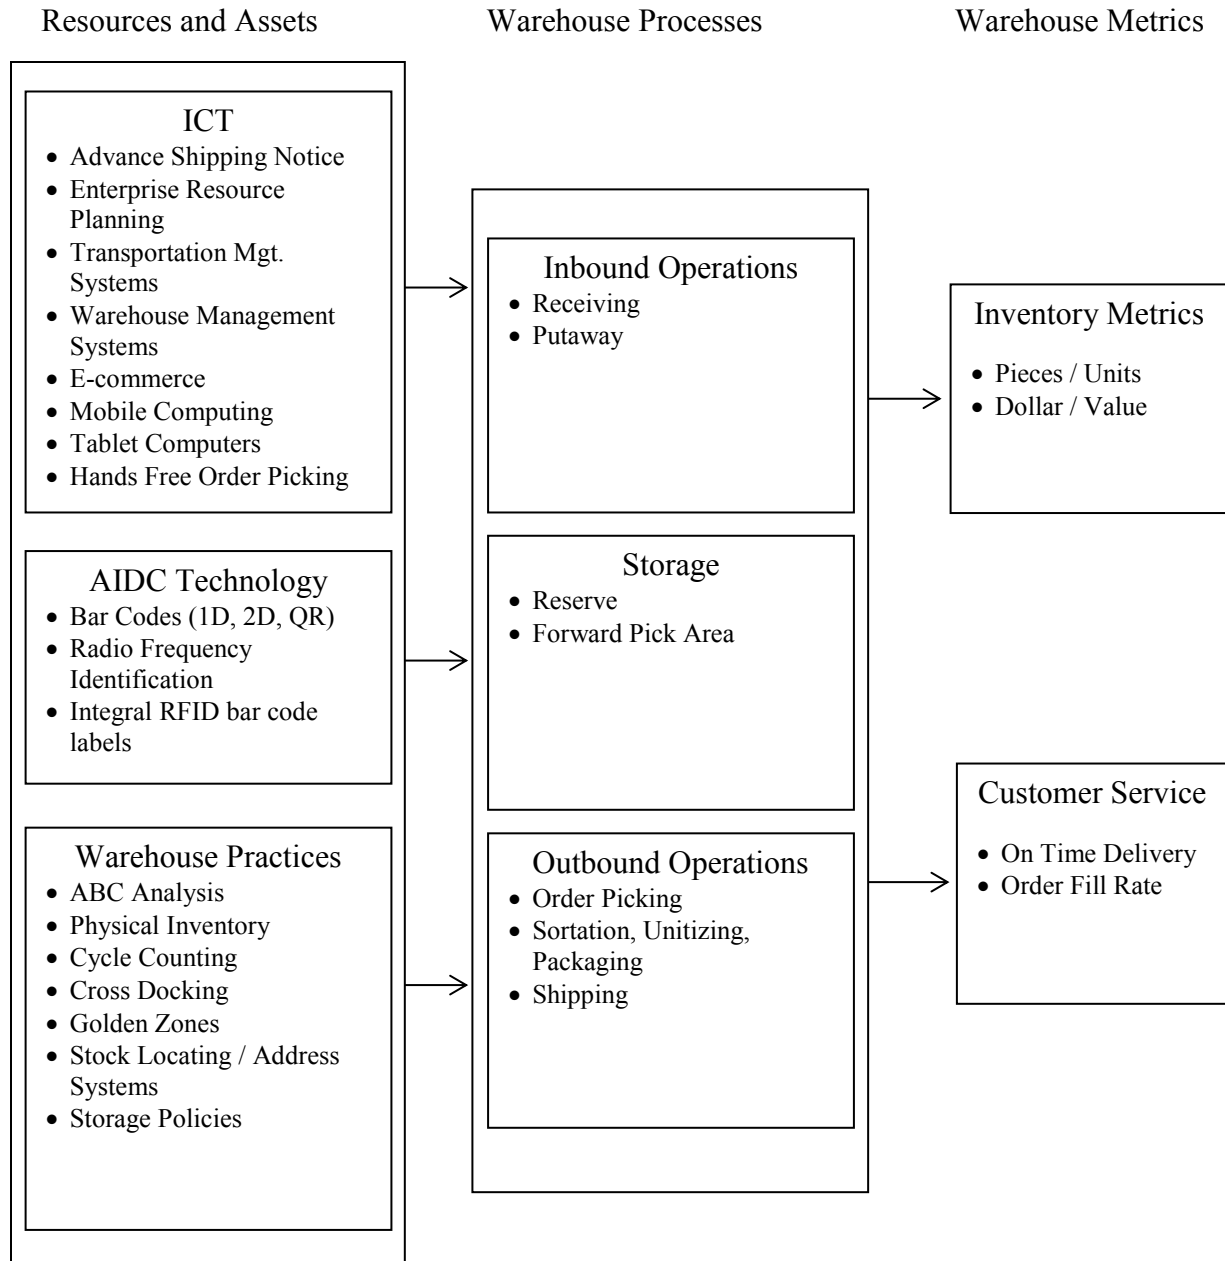 Resources and Assets
Warehouse Processes
Warehouse Metrics
ICT
• Advance Shipping Notice
• Enterprise Resource
Planning
• Transportation Mgt.
Systems
• Warehouse Management
Systems
• E-commerce
• Mobile Computing
• Tablet Computers
• Hands Free Order Picking
AIDC Technology
• Bar Codes (1D, 2D, QR)
• Radio Frequency
Identification
• Integral RFID bar code
labels
Warehouse Practices
• ABC Analysis
• Physical Inventory
• Cycle Counting
• Cross Docking
• Golden Zones
• Stock Locating / Address
Systems
• Storage Policies
Inbound Operations
• Receiving
• Putaway
Storage
• Reserve
• Forward Pick Area
Outbound Operations
• Order Picking
• Sortation, Unitizing,
Packaging
• Shipping
Inventory Metrics
• Pieces / Units
• Dollar / Value
Customer Service
• On Time Delivery
• Order Fill Rate